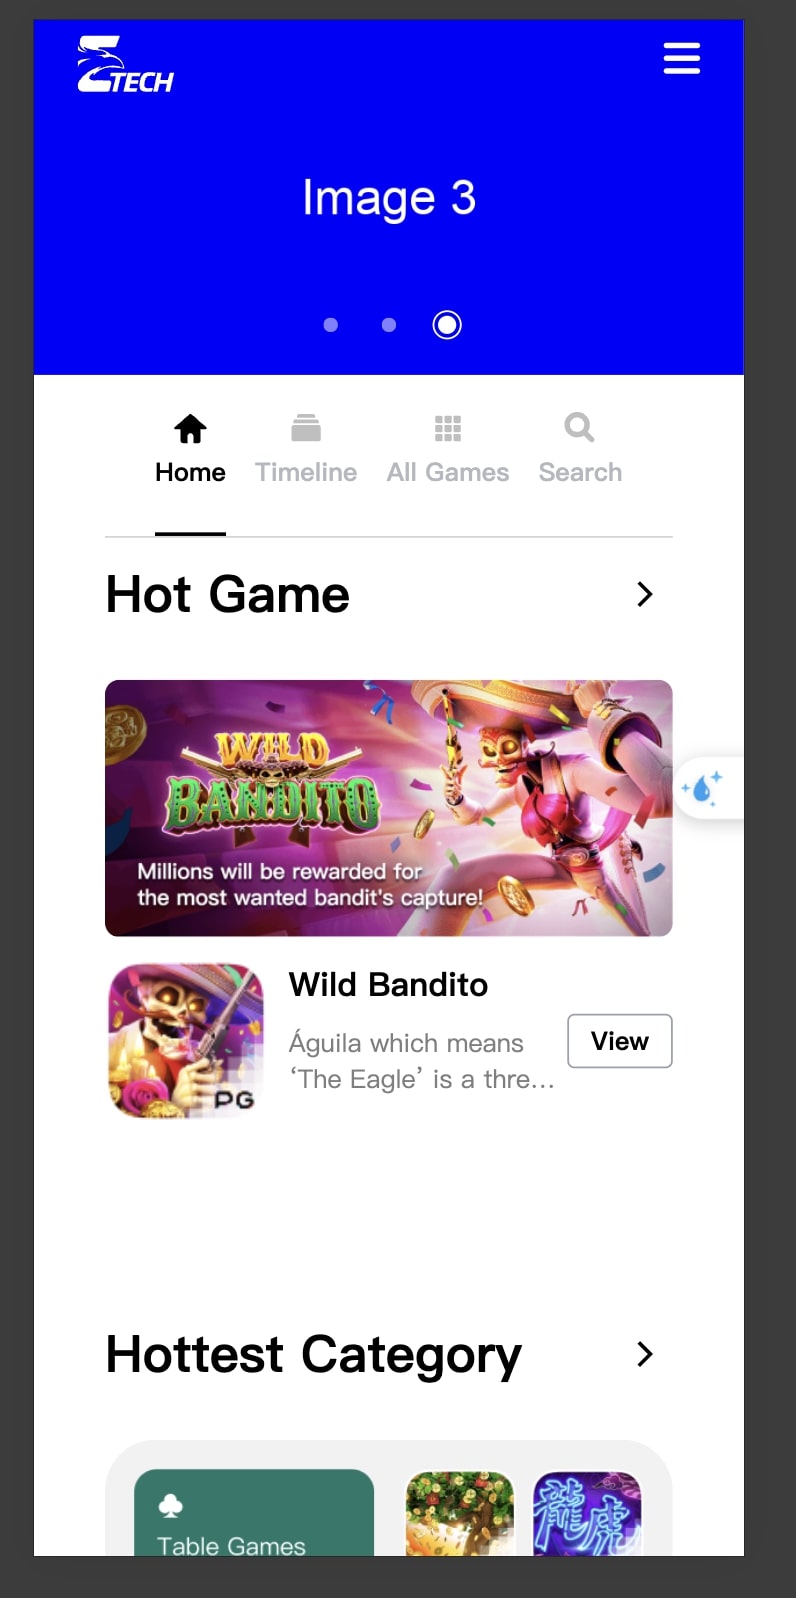 TECH
Image 3
Home
Timeline
All Games
Search
Hot Game
WILD
BANDITO
Millions will be rewarded for
the most wanted bandit's capture!
Wild Bandito
Águila which means
‘The Eagle’ is a thre...
View
PG
Hottest Category
Table Games
龍虎